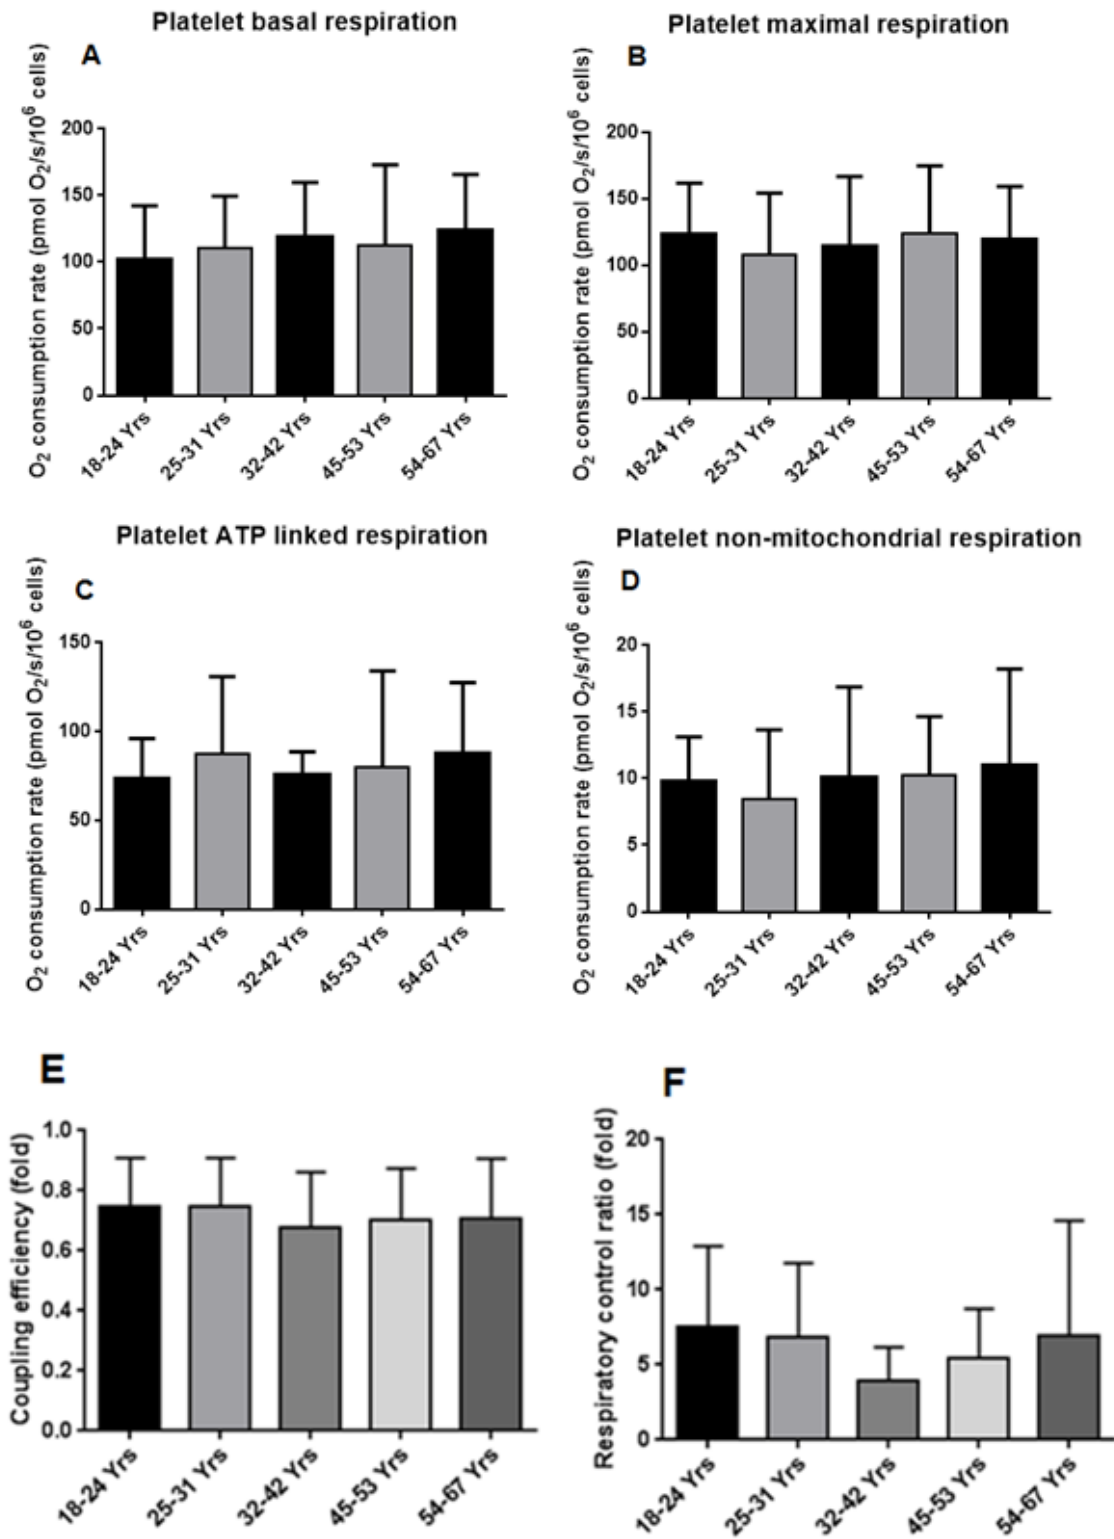 Platelet basal respiration
A
O₂ consumption rate (pmol O₂/s/10⁶ cells)
200
150
100
50
0
18-24 Yrs
25-31 Yrs
32-42 Yrs
45-53 Yrs
54-67 Yrs
Platelet maximal respiration
B
O₂ consumption rate (pmol O₂/s/10⁶ cells)
200
150
100
50
0
18-24 Yrs
25-31 Yrs
32-42 Yrs
45-53 Yrs
54-67 Yrs
Platelet ATP linked respiration
C
O₂ consumption rate (pmol O₂/s/10⁶ cells)
150
100
50
0
18-24 Yrs
25-31 Yrs
32-42 Yrs
45-53 Yrs
54-67 Yrs
Platelet non-mitochondrial respiration
D
O₂ consumption rate (pmol O₂/s/10⁶ cells)
20
15
10
5
0
18-24 Yrs
25-31 Yrs
32-42 Yrs
45-53 Yrs
54-67 Yrs
E
Coupling efficiency (fold)
1.0
0.8
0.6
0.4
0.2
0.0
18-24 Yrs
25-31 Yrs
32-42 Yrs
45-53 Yrs
54-67 Yrs
F
Respiratory control ratio (fold)
20
15
10
5
0
18-24 Yrs
25-31 Yrs
32-42 Yrs
45-53 Yrs
54-67 Yrs